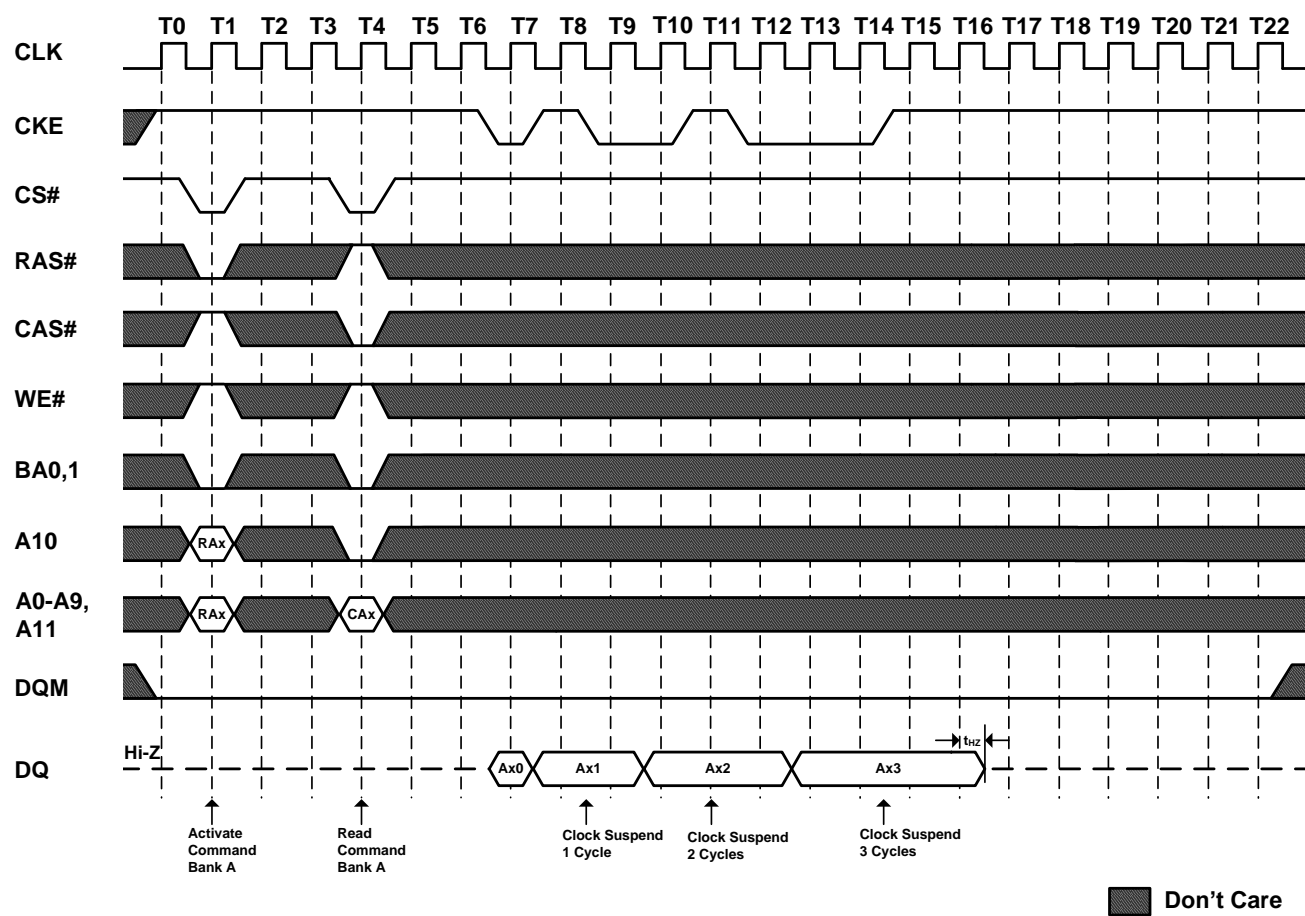 T0 T1 T2 T3 T4 T5 T6 T7 T8 T9 T10 T11 T12 T13 T14 T15 T16 T17 T18 T19 T20 T21 T22
CLK
CKE
CS#
RAS#
CAS#
WE#
BA0,1
A10
RAx
A0-A9,
A11
RAx
CAx
DQM
Hi-Z
tHZ
DQ
Ax0
Ax1
Ax2
Ax3
Activate
Command
Bank A
Read
Command
Bank A
Clock Suspend
1 Cycle
Clock Suspend
2 Cycles
Clock Suspend
3 Cycles
Don't Care